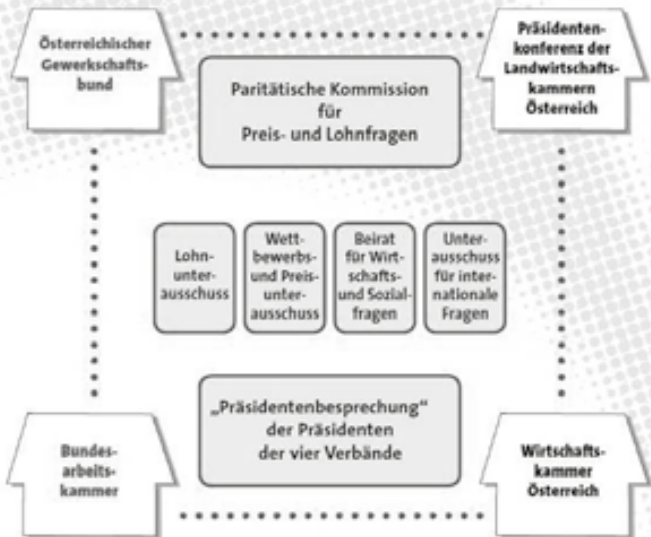 Österreichischer
Gewerkschafts-
bund
Paritätische Kommission
für
Preis- und Lohnfragen
Präsidenten-
konferenz der
Landwirtschafts-
kammern
Österreich
Lohn-
unter-
ausschuss
Wett-
bewerbs-
und Preis-
unter-
ausschuss
Beirat
für Wirt-
schafts-
und Sozial-
fragen
Unter-
ausschuss
für inter-
nationale
Fragen
„Präsidentenbesprechung“
der Präsidenten
der vier Verbände
Bundes-
arbeits-
kammer
Wirtschafts-
kammer
Österreich